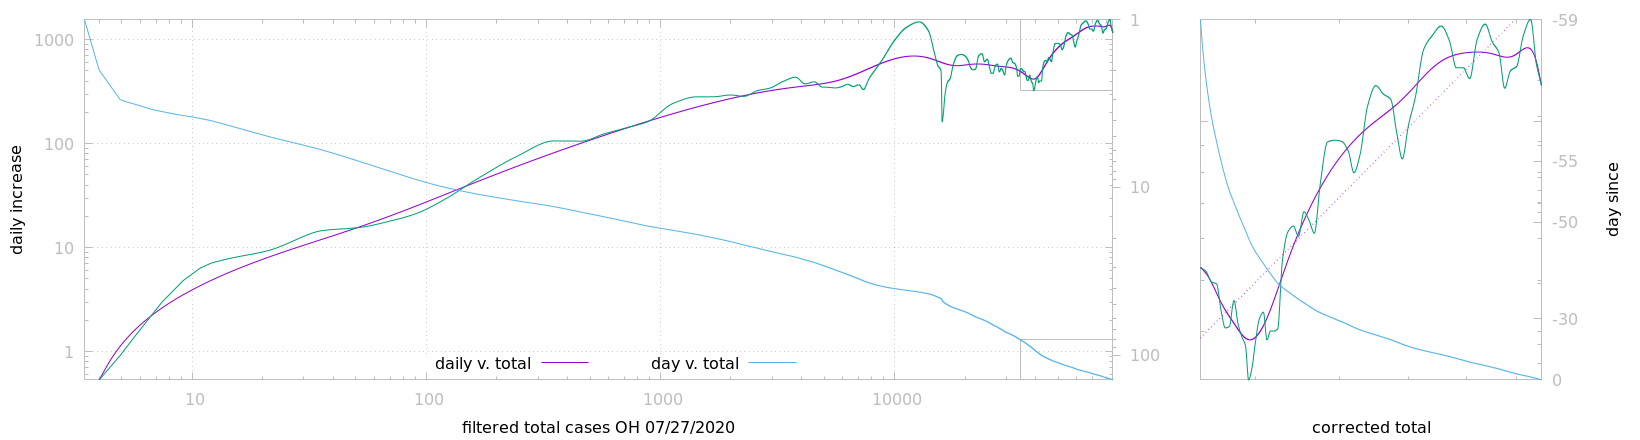 1000
100
10
1
daily increase
daily v. total
day v. total
10
100
1000
10000
filtered total cases OH 07/27/2020
1
10
100
-59
-55
-50
-30
0
day since
corrected total